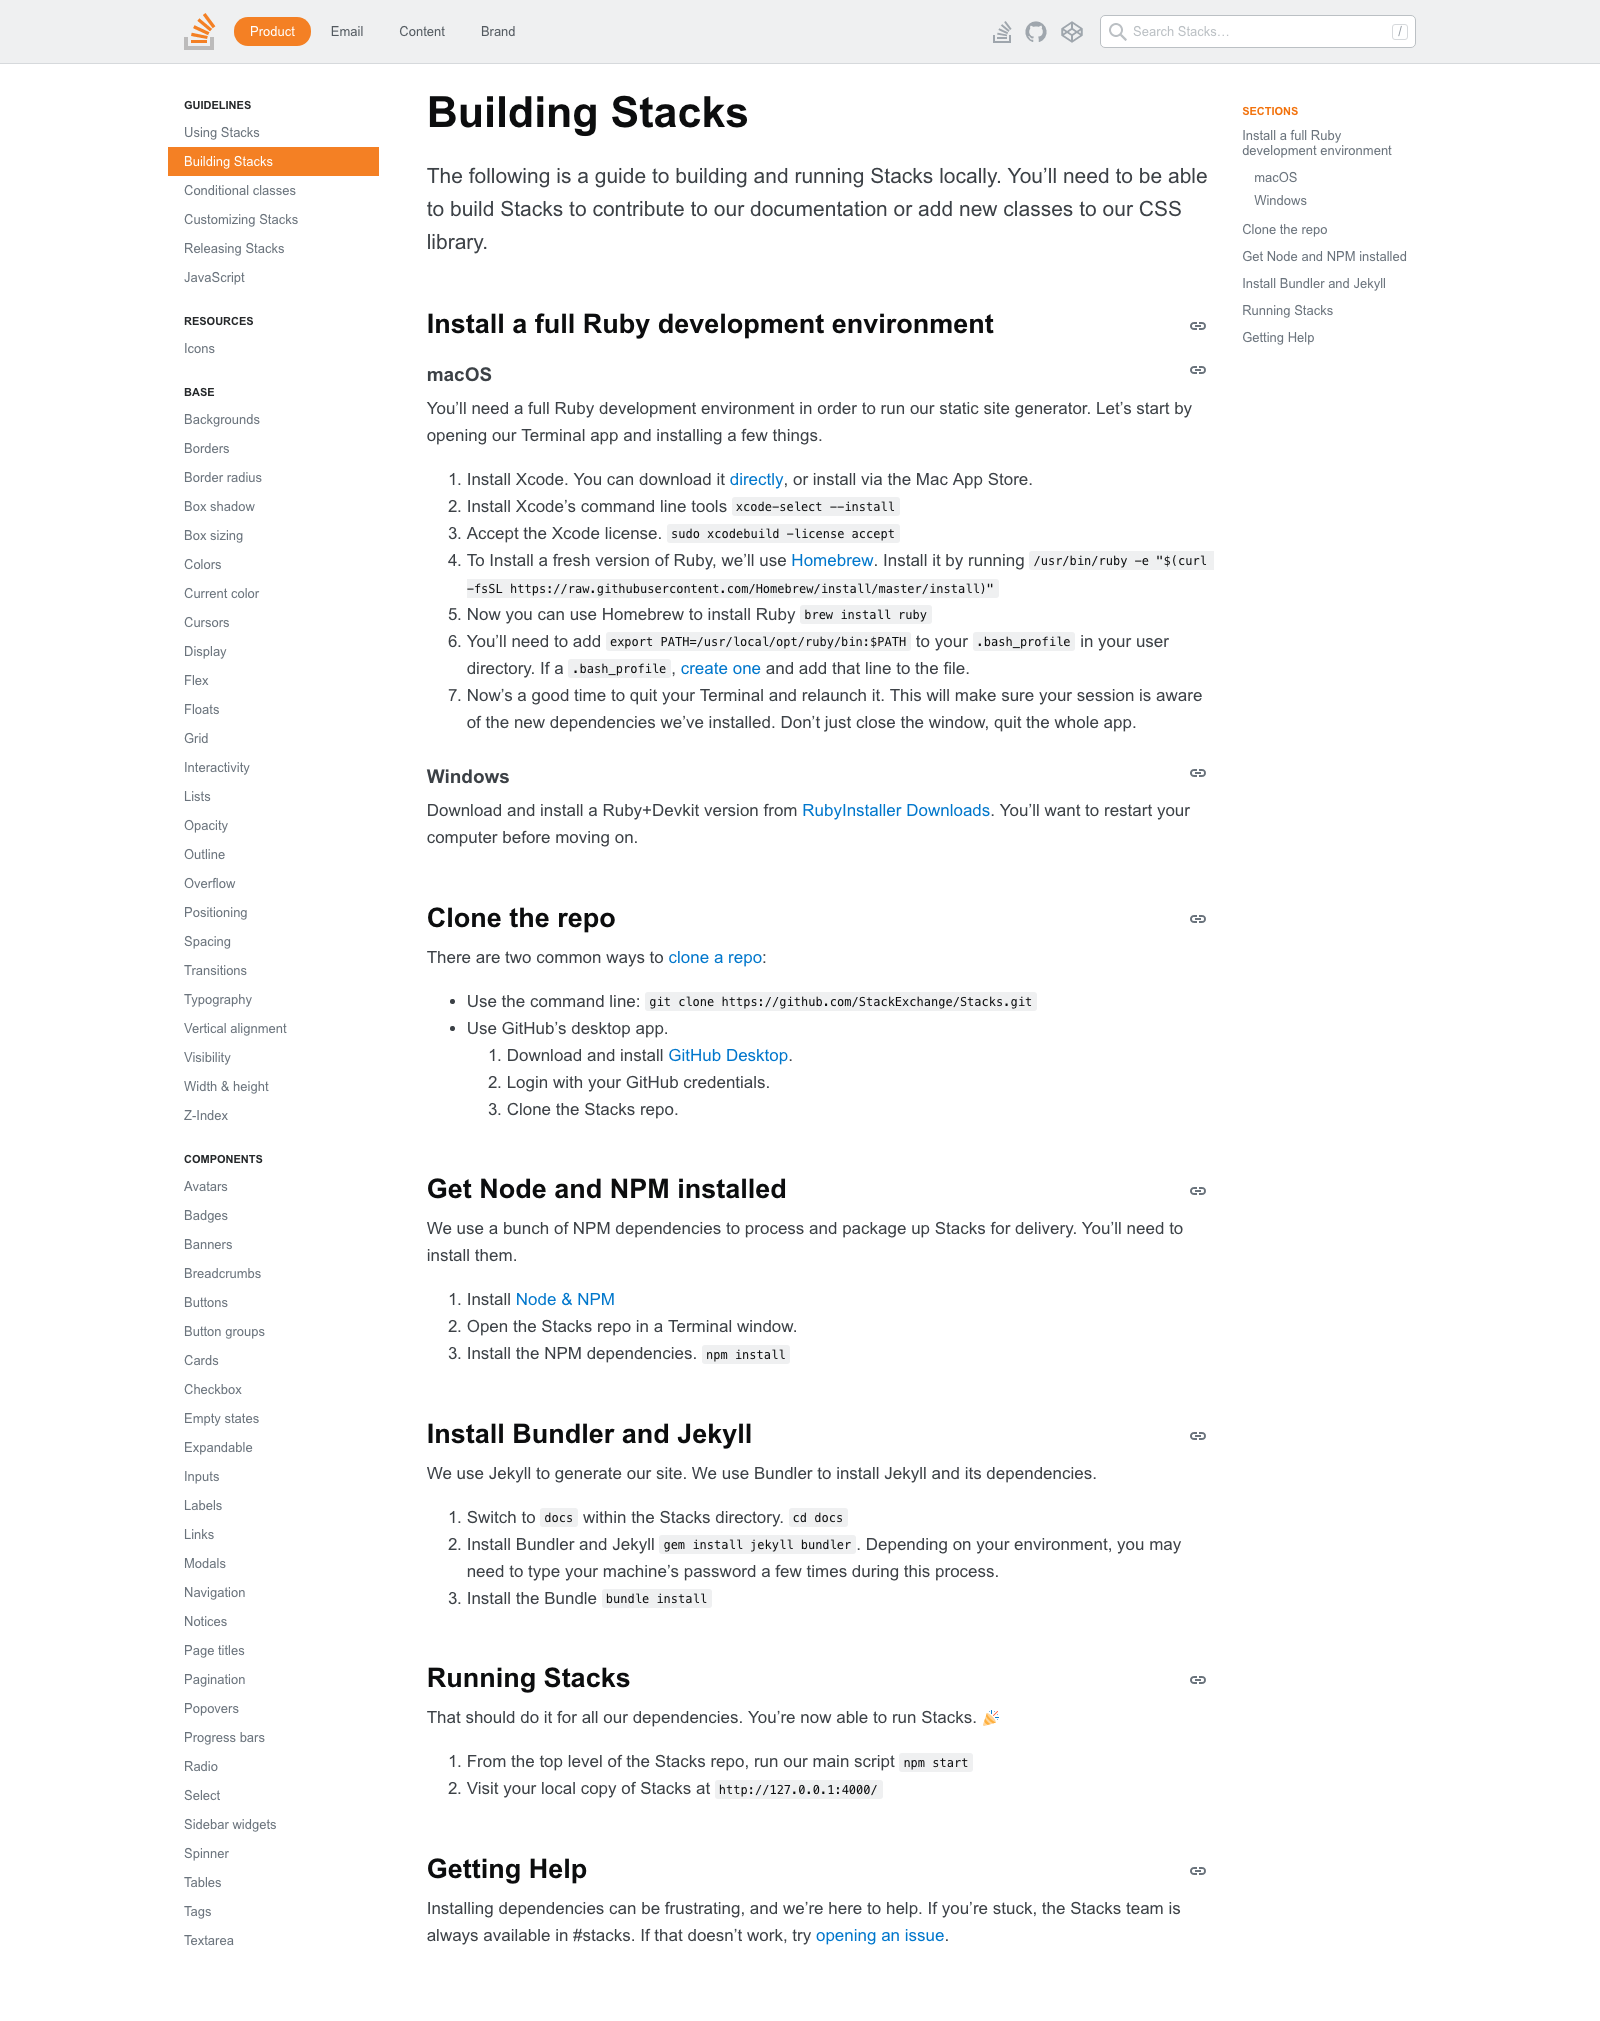 Product Email Content Brand Search Stacks… /
GUIDELINES
Using Stacks
Building Stacks
Conditional classes
Customizing Stacks
Releasing Stacks
JavaScript
RESOURCES
Icons
BASE
Backgrounds
Borders
Border radius
Box shadow
Box sizing
Colors
Current color
Cursors
Display
Flex
Floats
Grid
Interactivity
Lists
Opacity
Outline
Overflow
Positioning
Spacing
Transitions
Typography
Vertical alignment
Visibility
Width & height
Z-Index
COMPONENTS
Avatars
Badges
Banners
Breadcrumbs
Buttons
Button groups
Cards
Checkbox
Empty states
Expandable
Inputs
Labels
Links
Modals
Navigation
Notices
Page titles
Pagination
Popovers
Progress bars
Radio
Select
Sidebar widgets
Spinner
Tables
Tags
Textarea
Building Stacks
The following is a guide to building and running Stacks locally. You’ll need to be able
to build Stacks to contribute to our documentation or add new classes to our CSS
library.
Install a full Ruby development environment
macOS
You’ll need a full Ruby development environment in order to run our static site generator. Let’s start by
opening our Terminal app and installing a few things.
1. Install Xcode. You can download it directly, or install via the Mac App Store.
2. Install Xcode’s command line tools xcode-select --install
3. Accept the Xcode license. sudo xcodebuild -license accept
4. To Install a fresh version of Ruby, we’ll use Homebrew. Install it by running /usr/bin/ruby -e "$(curl
-fsSL https://raw.githubusercontent.com/Homebrew/install/master/install)"
5. Now you can use Homebrew to install Ruby brew install ruby
6. You’ll need to add export PATH=/usr/local/opt/ruby/bin:$PATH to your .bash_profile in your user
directory. If a .bash_profile, create one and add that line to the file.
7. Now’s a good time to quit your Terminal and relaunch it. This will make sure your session is aware
of the new dependencies we’ve installed. Don’t just close the window, quit the whole app.
Windows
Download and install a Ruby+Devkit version from RubyInstaller Downloads. You’ll want to restart your
computer before moving on.
Clone the repo
There are two common ways to clone a repo:
• Use the command line: git clone https://github.com/StackExchange/Stacks.git
• Use GitHub’s desktop app.
1. Download and install GitHub Desktop.
2. Login with your GitHub credentials.
3. Clone the Stacks repo.
Get Node and NPM installed
We use a bunch of NPM dependencies to process and package up Stacks for delivery. You’ll need to
install them.
1. Install Node & NPM
2. Open the Stacks repo in a Terminal window.
3. Install the NPM dependencies. npm install
Install Bundler and Jekyll
We use Jekyll to generate our site. We use Bundler to install Jekyll and its dependencies.
1. Switch to docs within the Stacks directory. cd docs
2. Install Bundler and Jekyll gem install jekyll bundler. Depending on your environment, you may
need to type your machine’s password a few times during this process.
3. Install the Bundle bundle install
Running Stacks
That should do it for all our dependencies. You’re now able to run Stacks. 🎉
1. From the top level of the Stacks repo, run our main script npm start
2. Visit your local copy of Stacks at http://127.0.0.1:4000/
Getting Help
Installing dependencies can be frustrating, and we’re here to help. If you’re stuck, the Stacks team is
always available in #stacks. If that doesn’t work, try opening an issue.
SECTIONS
Install a full Ruby
development environment
macOS
Windows
Clone the repo
Get Node and NPM installed
Install Bundler and Jekyll
Running Stacks
Getting Help